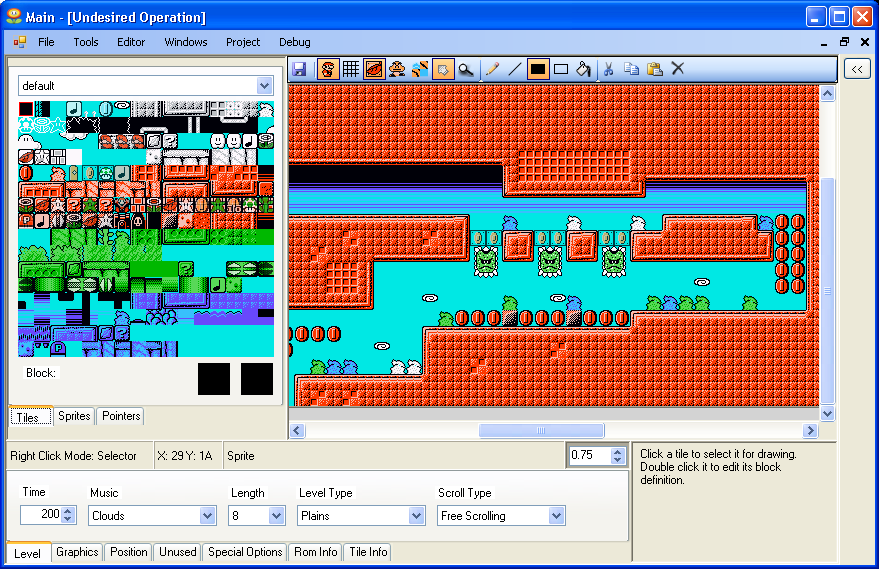 Main - [Undesired Operation]
File Tools Editor Windows Project Debug
default
<<
Block:
Tiles Sprites Pointers
Right Click Mode: Selector X: 29 Y: 1A Sprite 0.75
Click a tile to select it for drawing.
Double click it to edit its block
definition.
Time Music Length Level Type Scroll Type
200 Clouds 8 Plains Free Scrolling
Level Graphics Position Unused Special Options Rom Info Tile Info